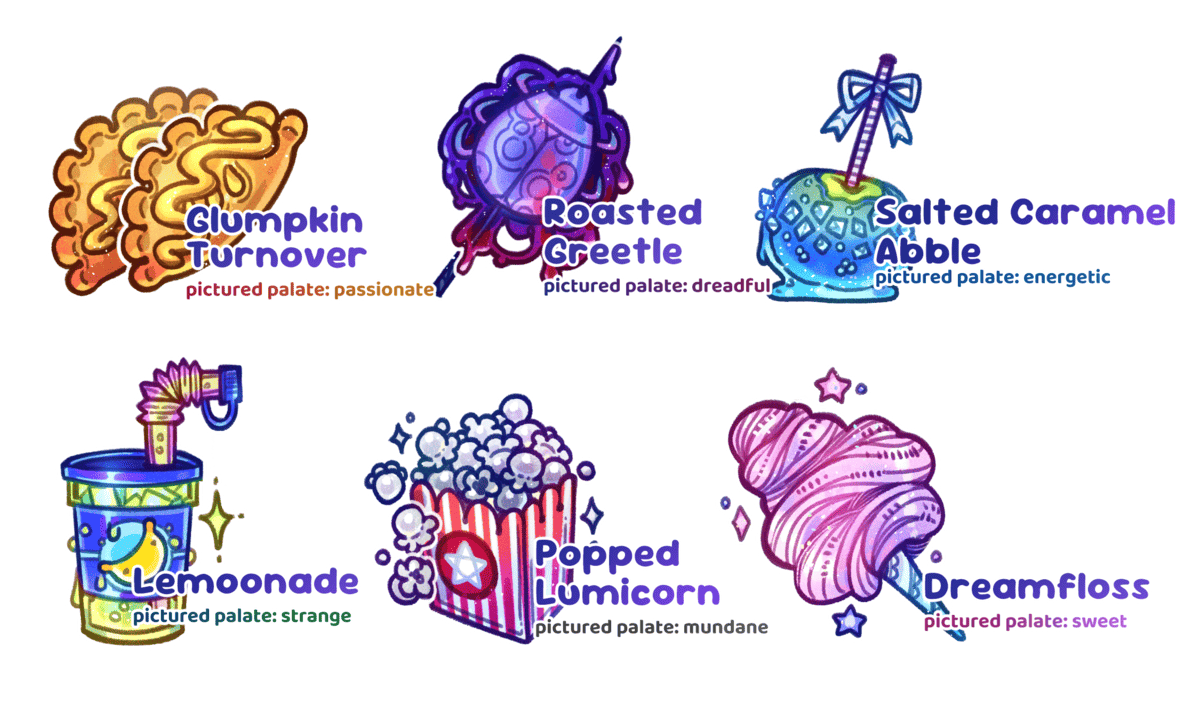 Glumpkin
Turnover
pictured palate: passionate
Roasted
Greetle
pictured palate: dreadful
Salted Caramel
Abble
pictured palate: energetic
Lemoonade
pictured palate: strange
Popped
Lumicorn
pictured palate: mundane
Dreamfloss
pictured palate: sweet